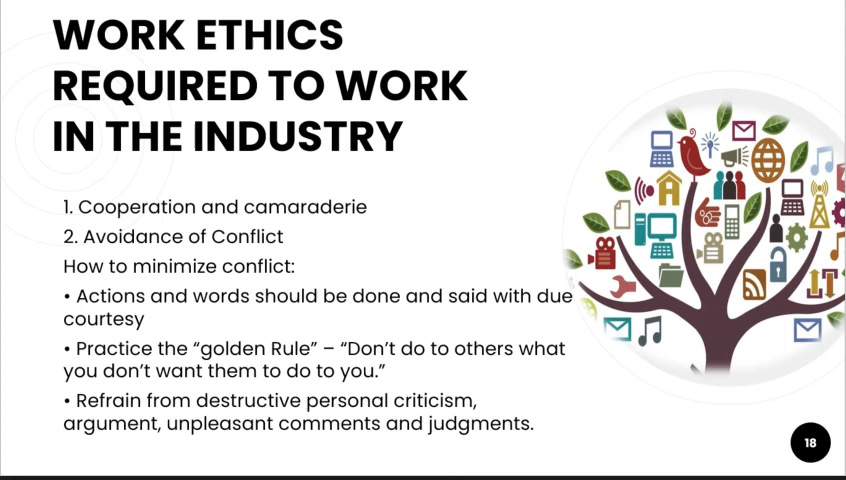 WORK ETHICS
REQUIRED TO WORK
IN THE INDUSTRY
1. Cooperation and camaraderie
2. Avoidance of Conflict
How to minimize conflict:
• Actions and words should be done and said with due
courtesy
• Practice the “golden Rule” – “Don’t do to others what
you don’t want them to do to you.”
• Refrain from destructive personal criticism,
argument, unpleasant comments and judgments.
18